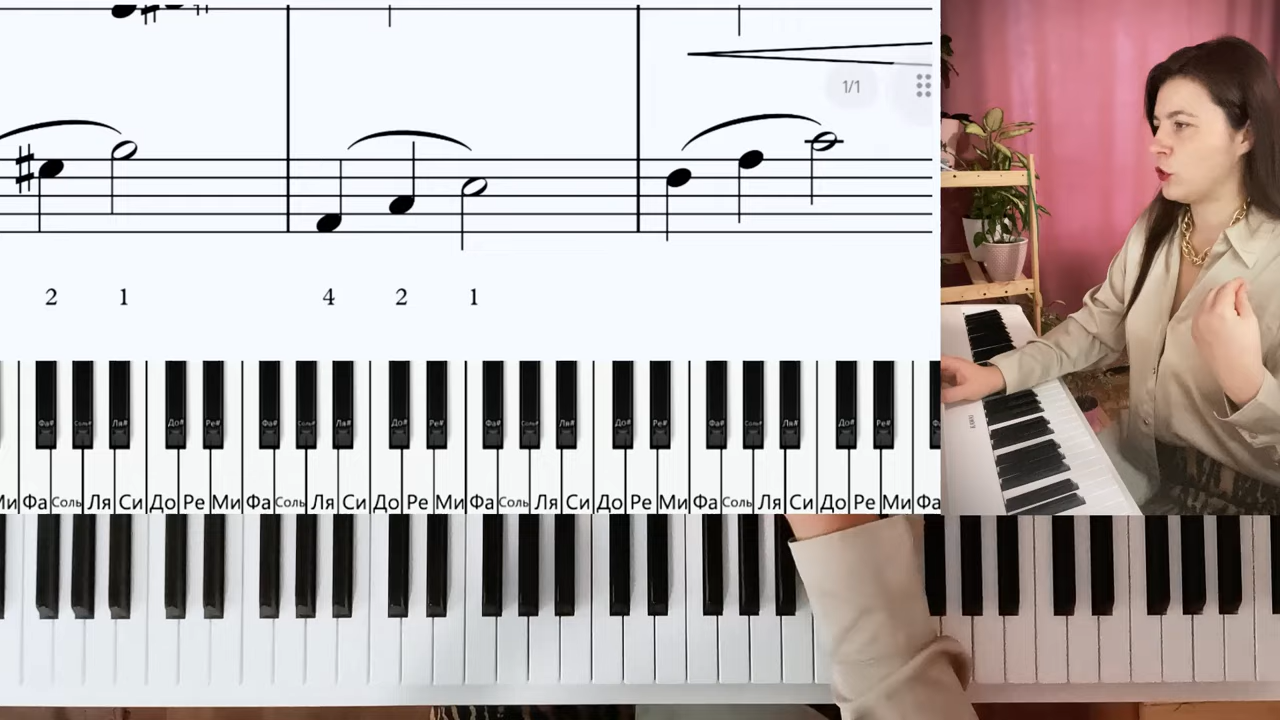 1/1
2 1 4 2 1
Фа# Соль# Ля# До# Ре# Фа# Соль# Ля# До# Ре# Фа# Соль# Ля# До# Ре# Фа# Соль# Ля# До# Ре#
Ми Фа Соль Ля Си До Ре Ми Фа Соль Ля Си До Ре Ми Фа Соль Ля Си До Ре Ми Фа Соль Ля Си До Ре Ми Фа